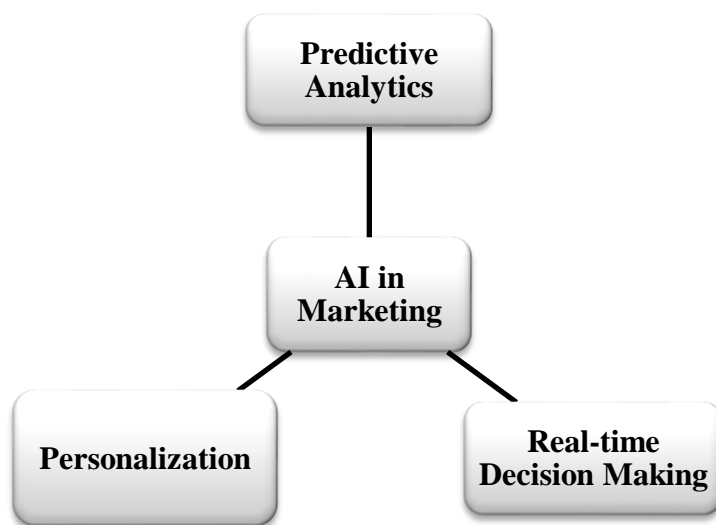 Predictive
Analytics
AI in
Marketing
Personalization
Real-time
Decision Making